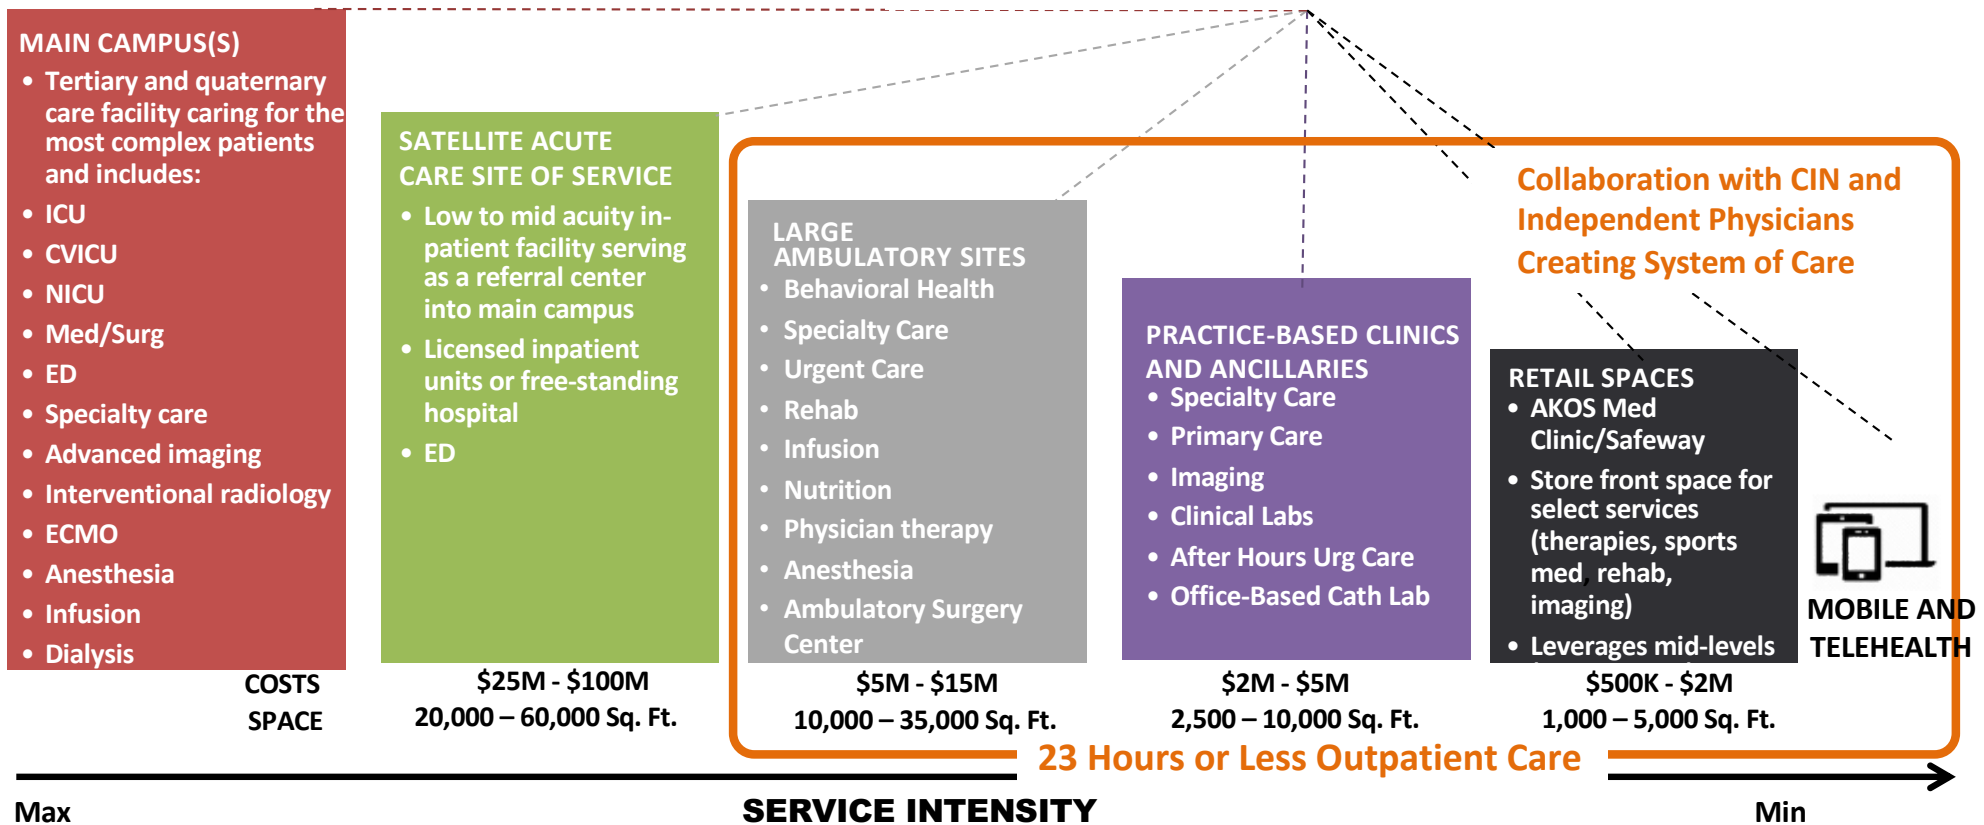 MAIN CAMPUS(S)
• Tertiary and quaternary
care facility caring for the
most complex patients
and includes:
• ICU
• CVICU
• NICU
• Med/Surg
• ED
• Specialty care
• Advanced imaging
• Interventional radiology
• ECMO
• Anesthesia
• Infusion
• Dialysis
SATELLITE ACUTE
CARE SITE OF SERVICE
• Low to mid acuity in-
patient facility serving
as a referral center
into main campus
• Licensed inpatient
units or free-standing
hospital
• ED
LARGE
AMBULATORY SITES
• Behavioral Health
• Specialty Care
• Urgent Care
• Rehab
• Infusion
• Nutrition
• Physician therapy
• Anesthesia
• Ambulatory Surgery
Center
PRACTICE-BASED CLINICS
AND ANCILLARIES
• Specialty Care
• Primary Care
• Imaging
• Clinical Labs
• After Hours Urg Care
• Office-Based Cath Lab
Collaboration with CIN and
Independent Physicians
Creating System of Care
RETAIL SPACES
• AKOS Med
Clinic/Safeway
• Store front space for
select services
(therapies, sports
med, rehab,
imaging)
• Leverages mid-levels
MOBILE AND
TELEHEALTH
COSTS
SPACE
$25M - $100M
20,000 – 60,000 Sq. Ft.
$5M - $15M
10,000 – 35,000 Sq. Ft.
$2M - $5M
2,500 – 10,000 Sq. Ft.
$500K - $2M
1,000 – 5,000 Sq. Ft.
23 Hours or Less Outpatient Care
Max
SERVICE INTENSITY
Min